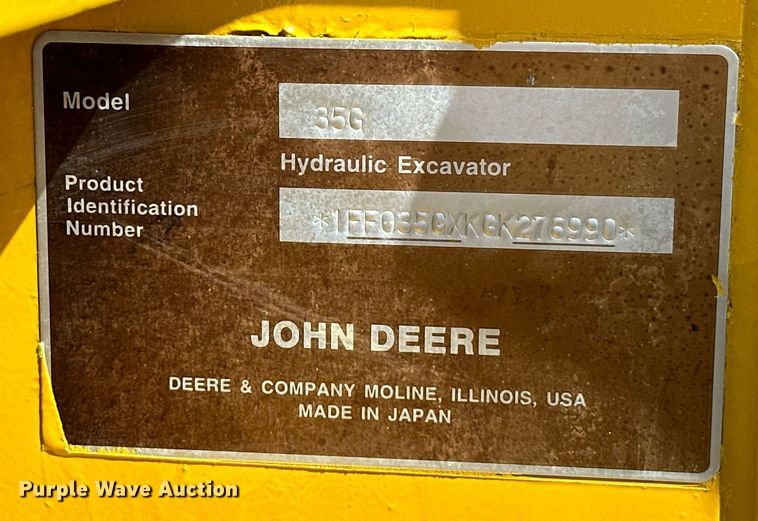 Model
35G
Hydraulic Excavator
Product
Identification
Number
*1FF035GXKGK276990*
JOHN DEERE
DEERE & COMPANY MOLINE, ILLINOIS, USA
MADE IN JAPAN
Purple Wave Auction